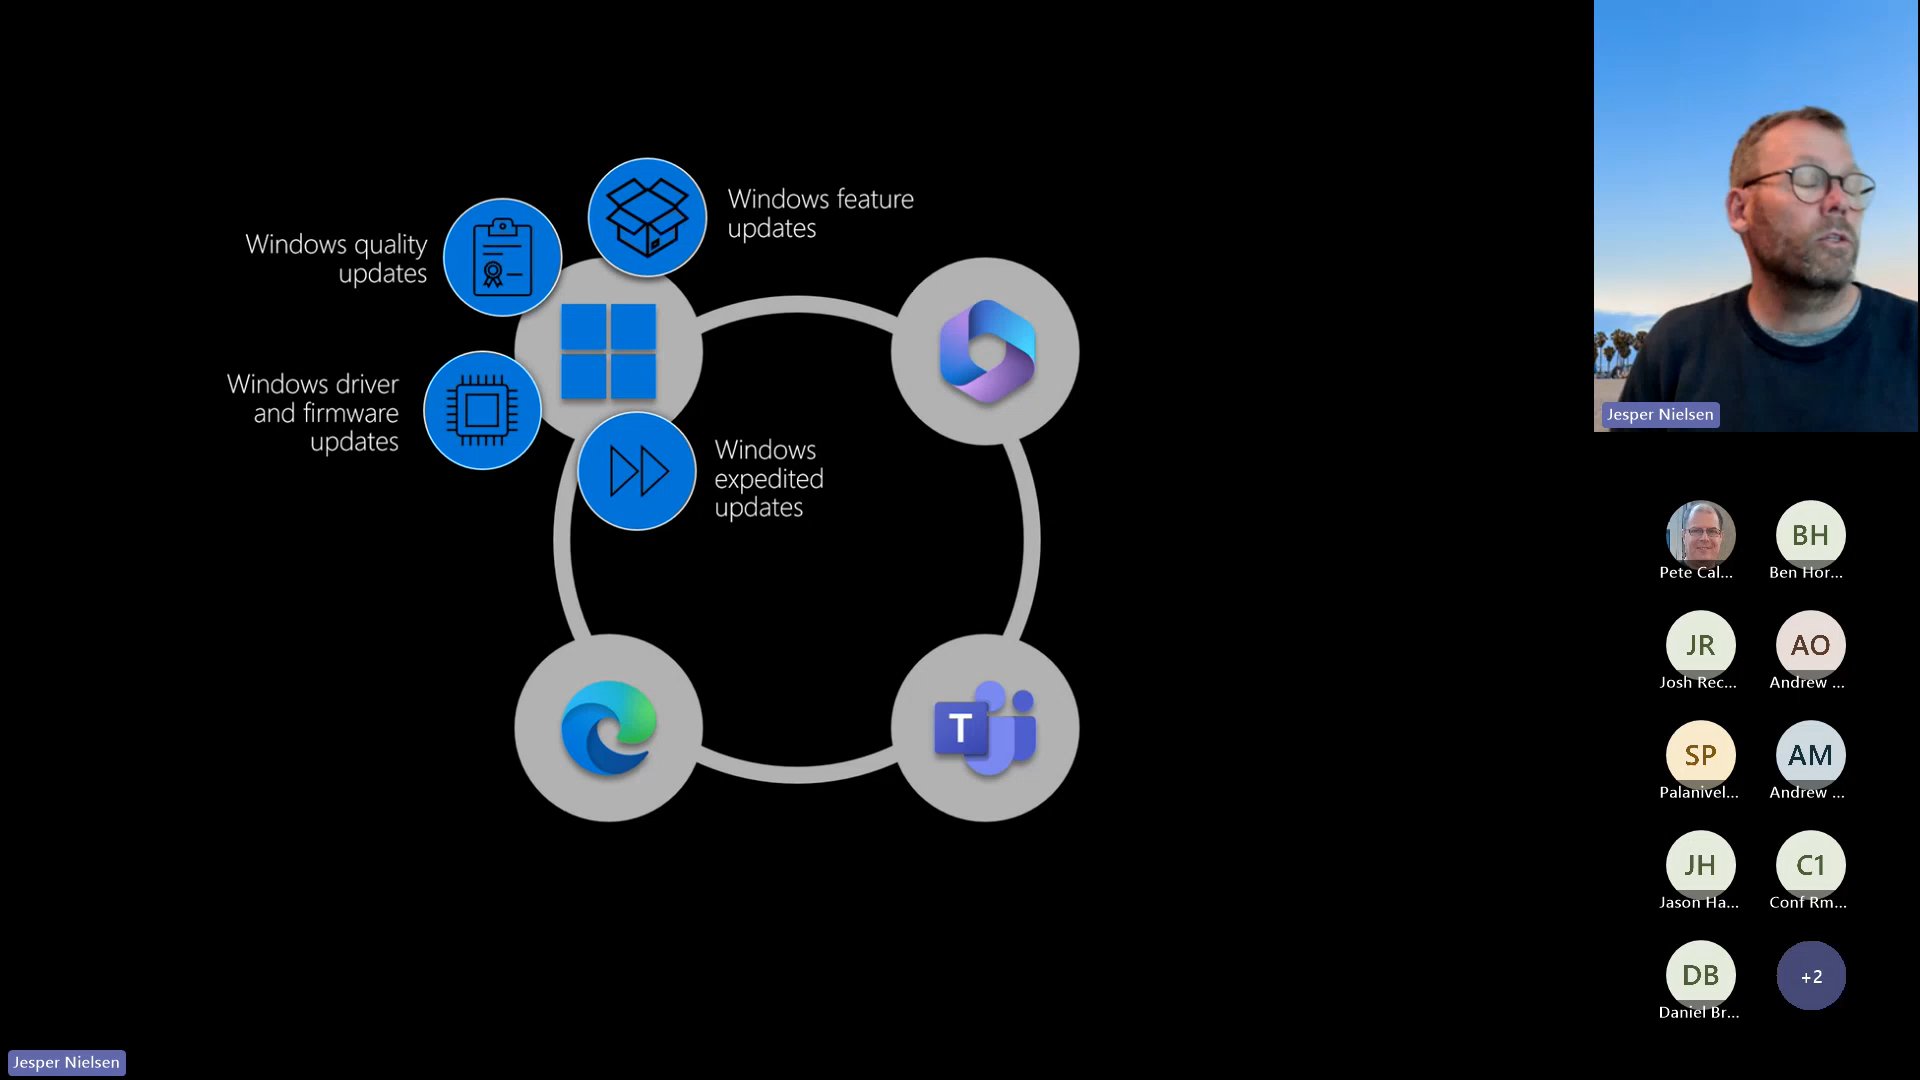 Windows feature
updates
Windows quality
updates
Windows driver
and firmware
updates
Windows
expedited
updates
T
Jesper Nielsen
Pete Cal...
BH
Ben Hor...
JR
Josh Rec...
AO
Andrew ...
SP
Palanivel...
AM
Andrew ...
JH
Jason Ha...
C1
Conf Rm...
DB
Daniel Br...
+2
Jesper Nielsen